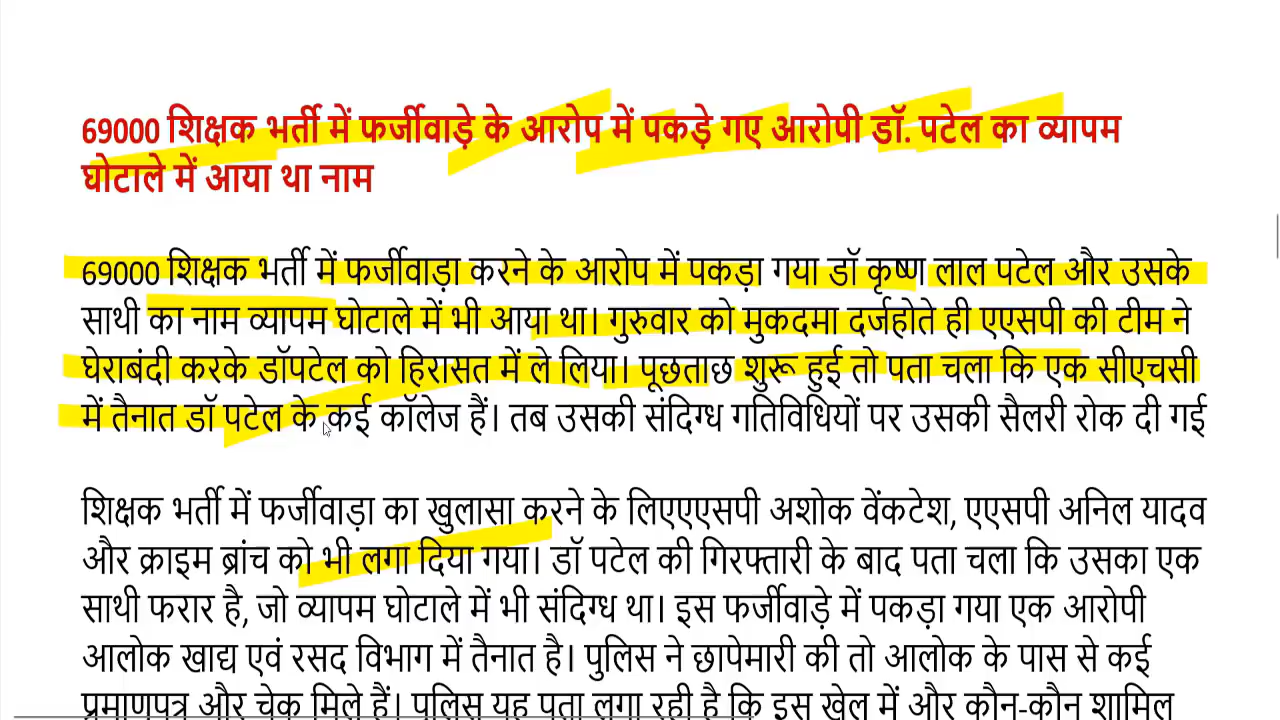 69000 शिक्षक भर्ती में फर्जीवाड़े के आरोप में पकड़े गए आरोपी डॉ. पटेल का व्यापम
घोटाले में आया था नाम
69000 शिक्षक भर्ती में फर्जीवाड़ा करने के आरोप में पकड़ा गया डॉ कृष्ण लाल पटेल और उसके
साथी का नाम व्यापम घोटाले में भी आया था। गुरुवार को मुकदमा दर्जहोते ही एएसपी की टीम ने
घेराबंदी करके डॉपटेल को हिरासत में ले लिया। पूछताछ शुरू हुई तो पता चला कि एक सीएचसी
में तैनात डॉ पटेल के कई कॉलेज हैं। तब उसकी संदिग्ध गतिविधियों पर उसकी सैलरी रोक दी गई
शिक्षक भर्ती में फर्जीवाड़ा का खुलासा करने के लिएएएसपी अशोक वेंकटेश, एएसपी अनिल यादव
और क्राइम ब्रांच को भी लगा दिया गया। डॉ पटेल की गिरफ्तारी के बाद पता चला कि उसका एक
साथी फरार है, जो व्यापम घोटाले में भी संदिग्ध था। इस फर्जीवाड़े में पकड़ा गया एक आरोपी
आलोक खाद्य एवं रसद विभाग में तैनात है। पुलिस ने छापेमारी की तो आलोक के पास से कई
प्रमाणपत्र और चेक मिले हैं। पुलिस यह पता लगा रही है कि इस खेल में और कौन-कौन शामिल